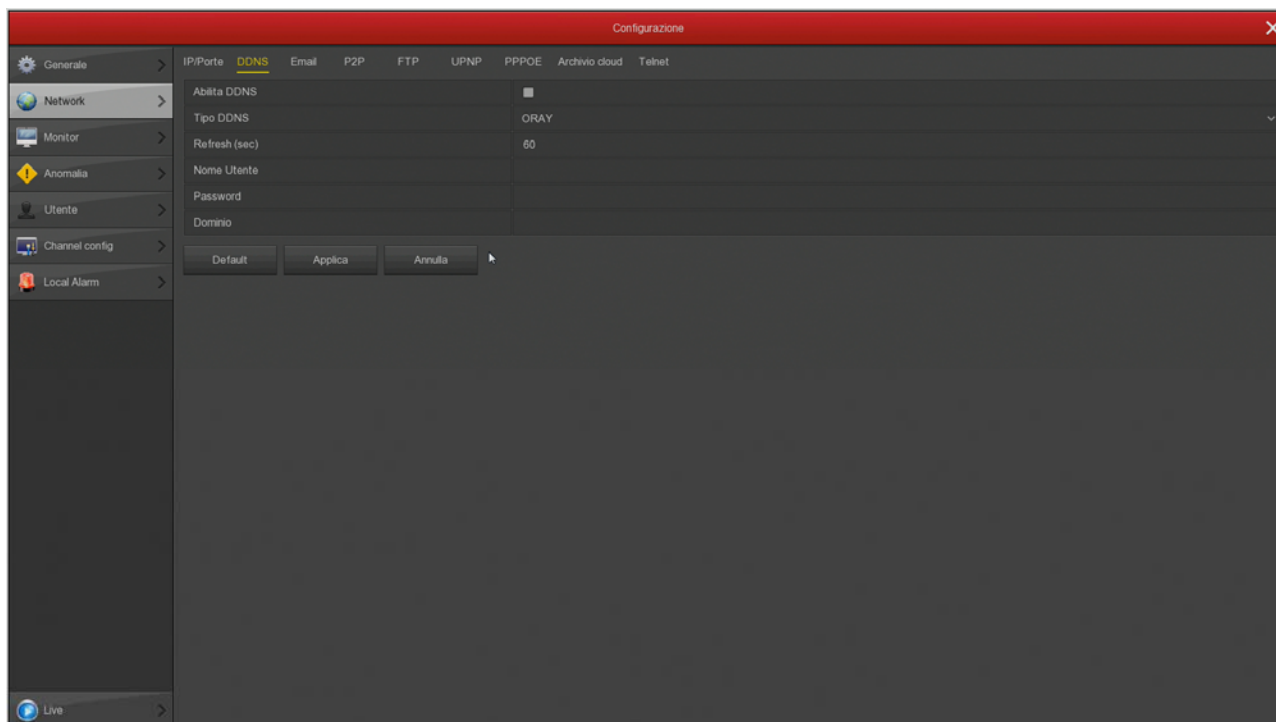 Configurazione
Generale
Network
Monitor
Anomalia
Utente
Channel config
Local Alarm
Live
IP/Porte DDNS Email P2P FTP UPNP PPPOE Archivio cloud Telnet
Abilita DDNS
Tipo DDNS ORAY
Refresh (sec) 60
Nome Utente
Password
Dominio
Default Applica Annulla